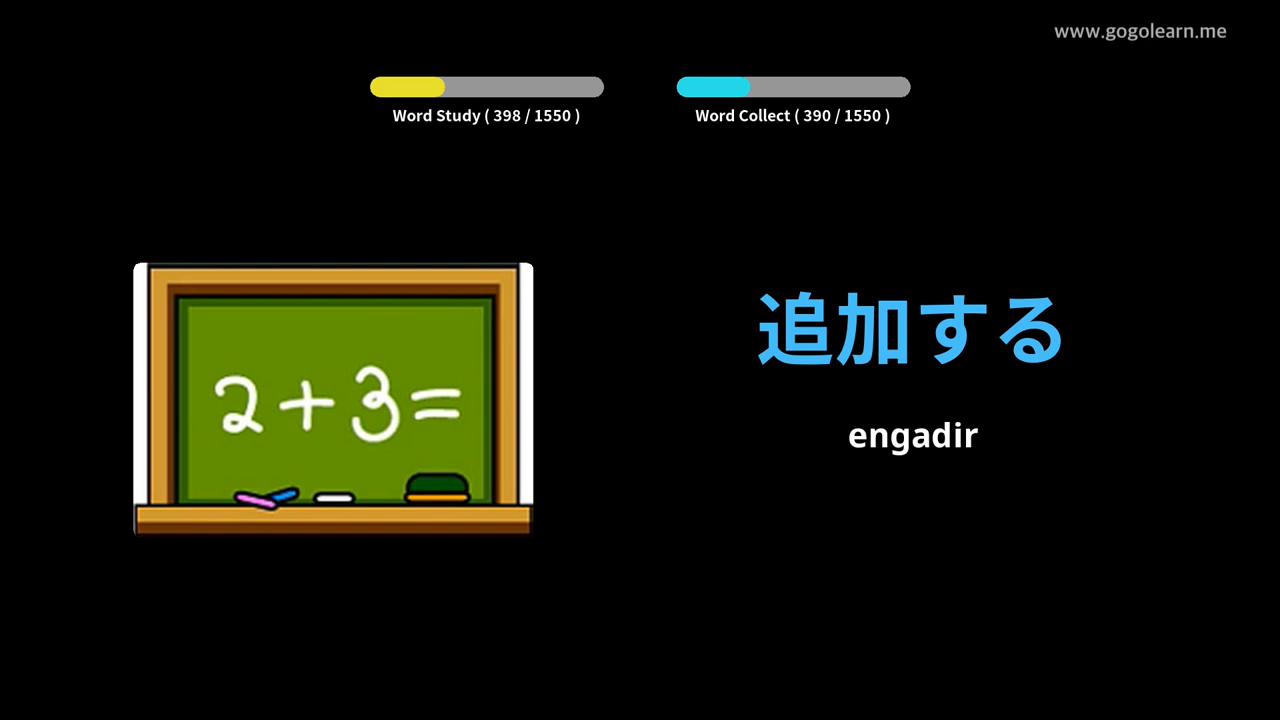 www.gogolearn.me
Word Study ( 398 / 1550 )
Word Collect ( 390 / 1550 )
2+3=
追加する
engadir